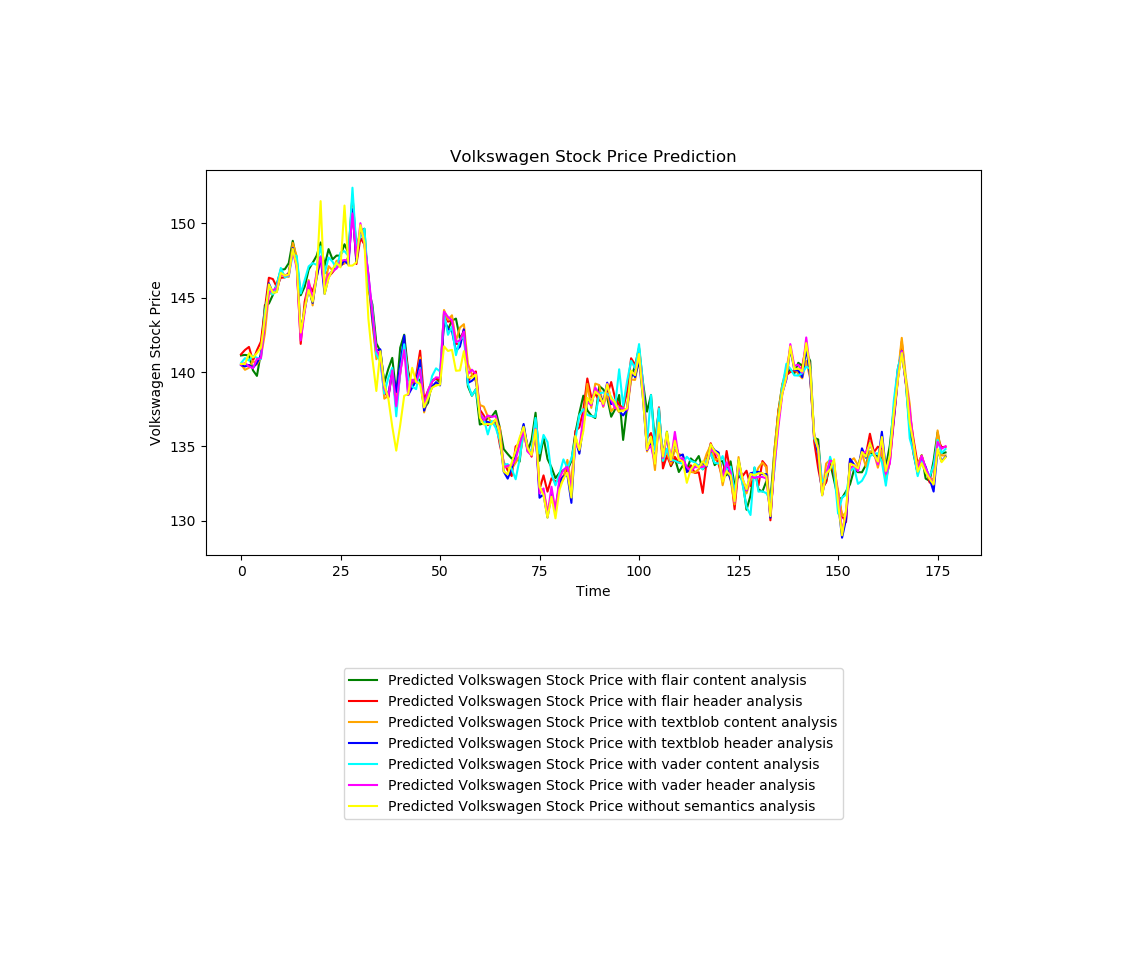 Volkswagen Stock Price Prediction
150
145
140
135
130
Volkswagen Stock Price
0 25 50 75 100 125 150 175
Time
Predicted Volkswagen Stock Price with flair content analysis
Predicted Volkswagen Stock Price with flair header analysis
Predicted Volkswagen Stock Price with textblob content analysis
Predicted Volkswagen Stock Price with textblob header analysis
Predicted Volkswagen Stock Price with vader content analysis
Predicted Volkswagen Stock Price with vader header analysis
Predicted Volkswagen Stock Price without semantics analysis